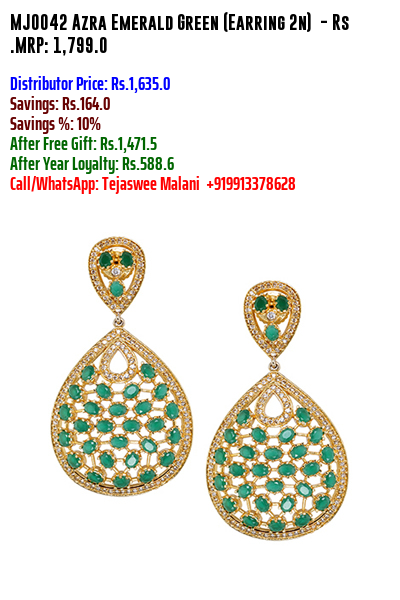 MJ0042 Azra Emerald Green (Earring 2n) - Rs
.MRP: 1,799.0
Distributor Price: Rs.1,635.0
Savings: Rs.164.0
Savings %: 10%
After Free Gift: Rs.1,471.5
After Year Loyalty: Rs.588.6
Call/WhatsApp: Tejaswee Malani +919913378628